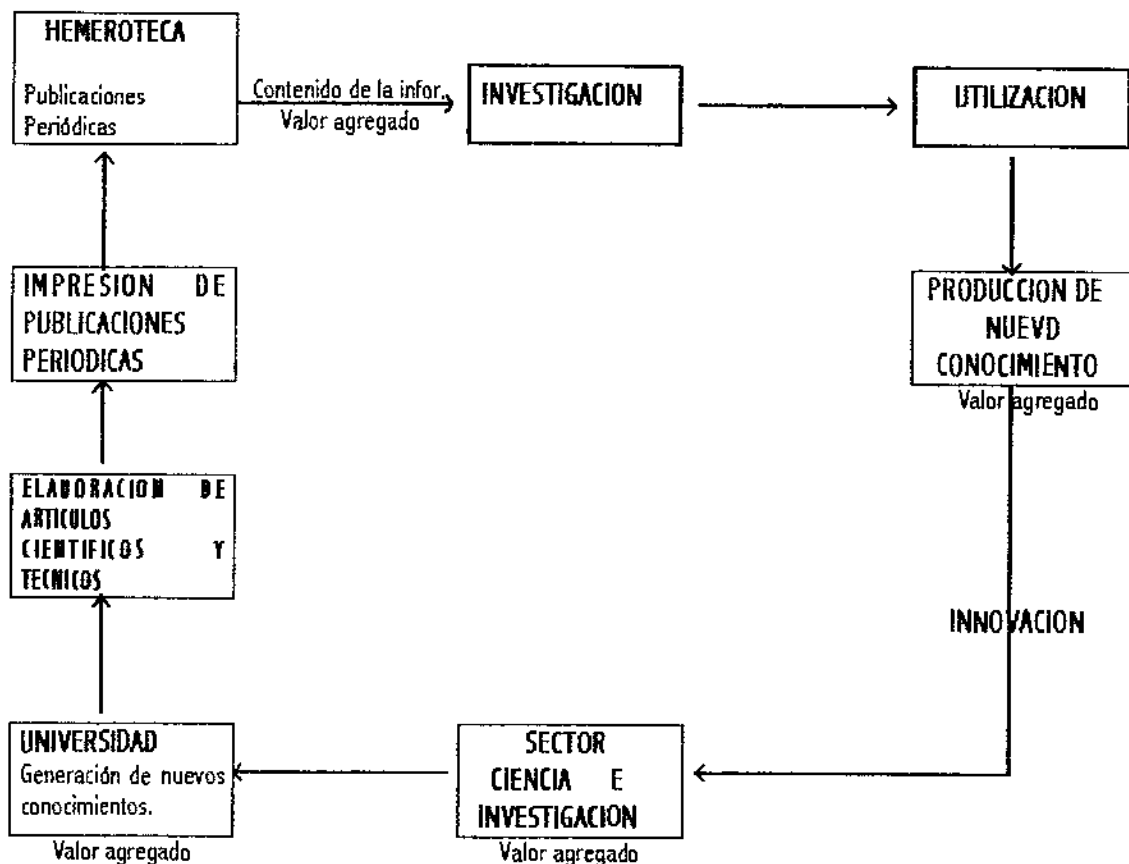 HEMEROTECA
Publicaciones
Periódicas
Contenido de la infor.
Valor agregado
INVESTIGACION
UTILIZACION
PRODUCCION DE
NUEVO
CONOCIMIENTO
Valor agregado
INNOVACION
SECTOR
CIENCIA E
INVESTIGACION
Valor agregado
UNIVERSIDAD
Generación de nuevos
conocimientos.
Valor agregado
ELABORACION DE
ARTICULOS
CIENTIFICOS Y
TECNICOS
IMPRESION DE
PUBLICACIONES
PERIODICAS